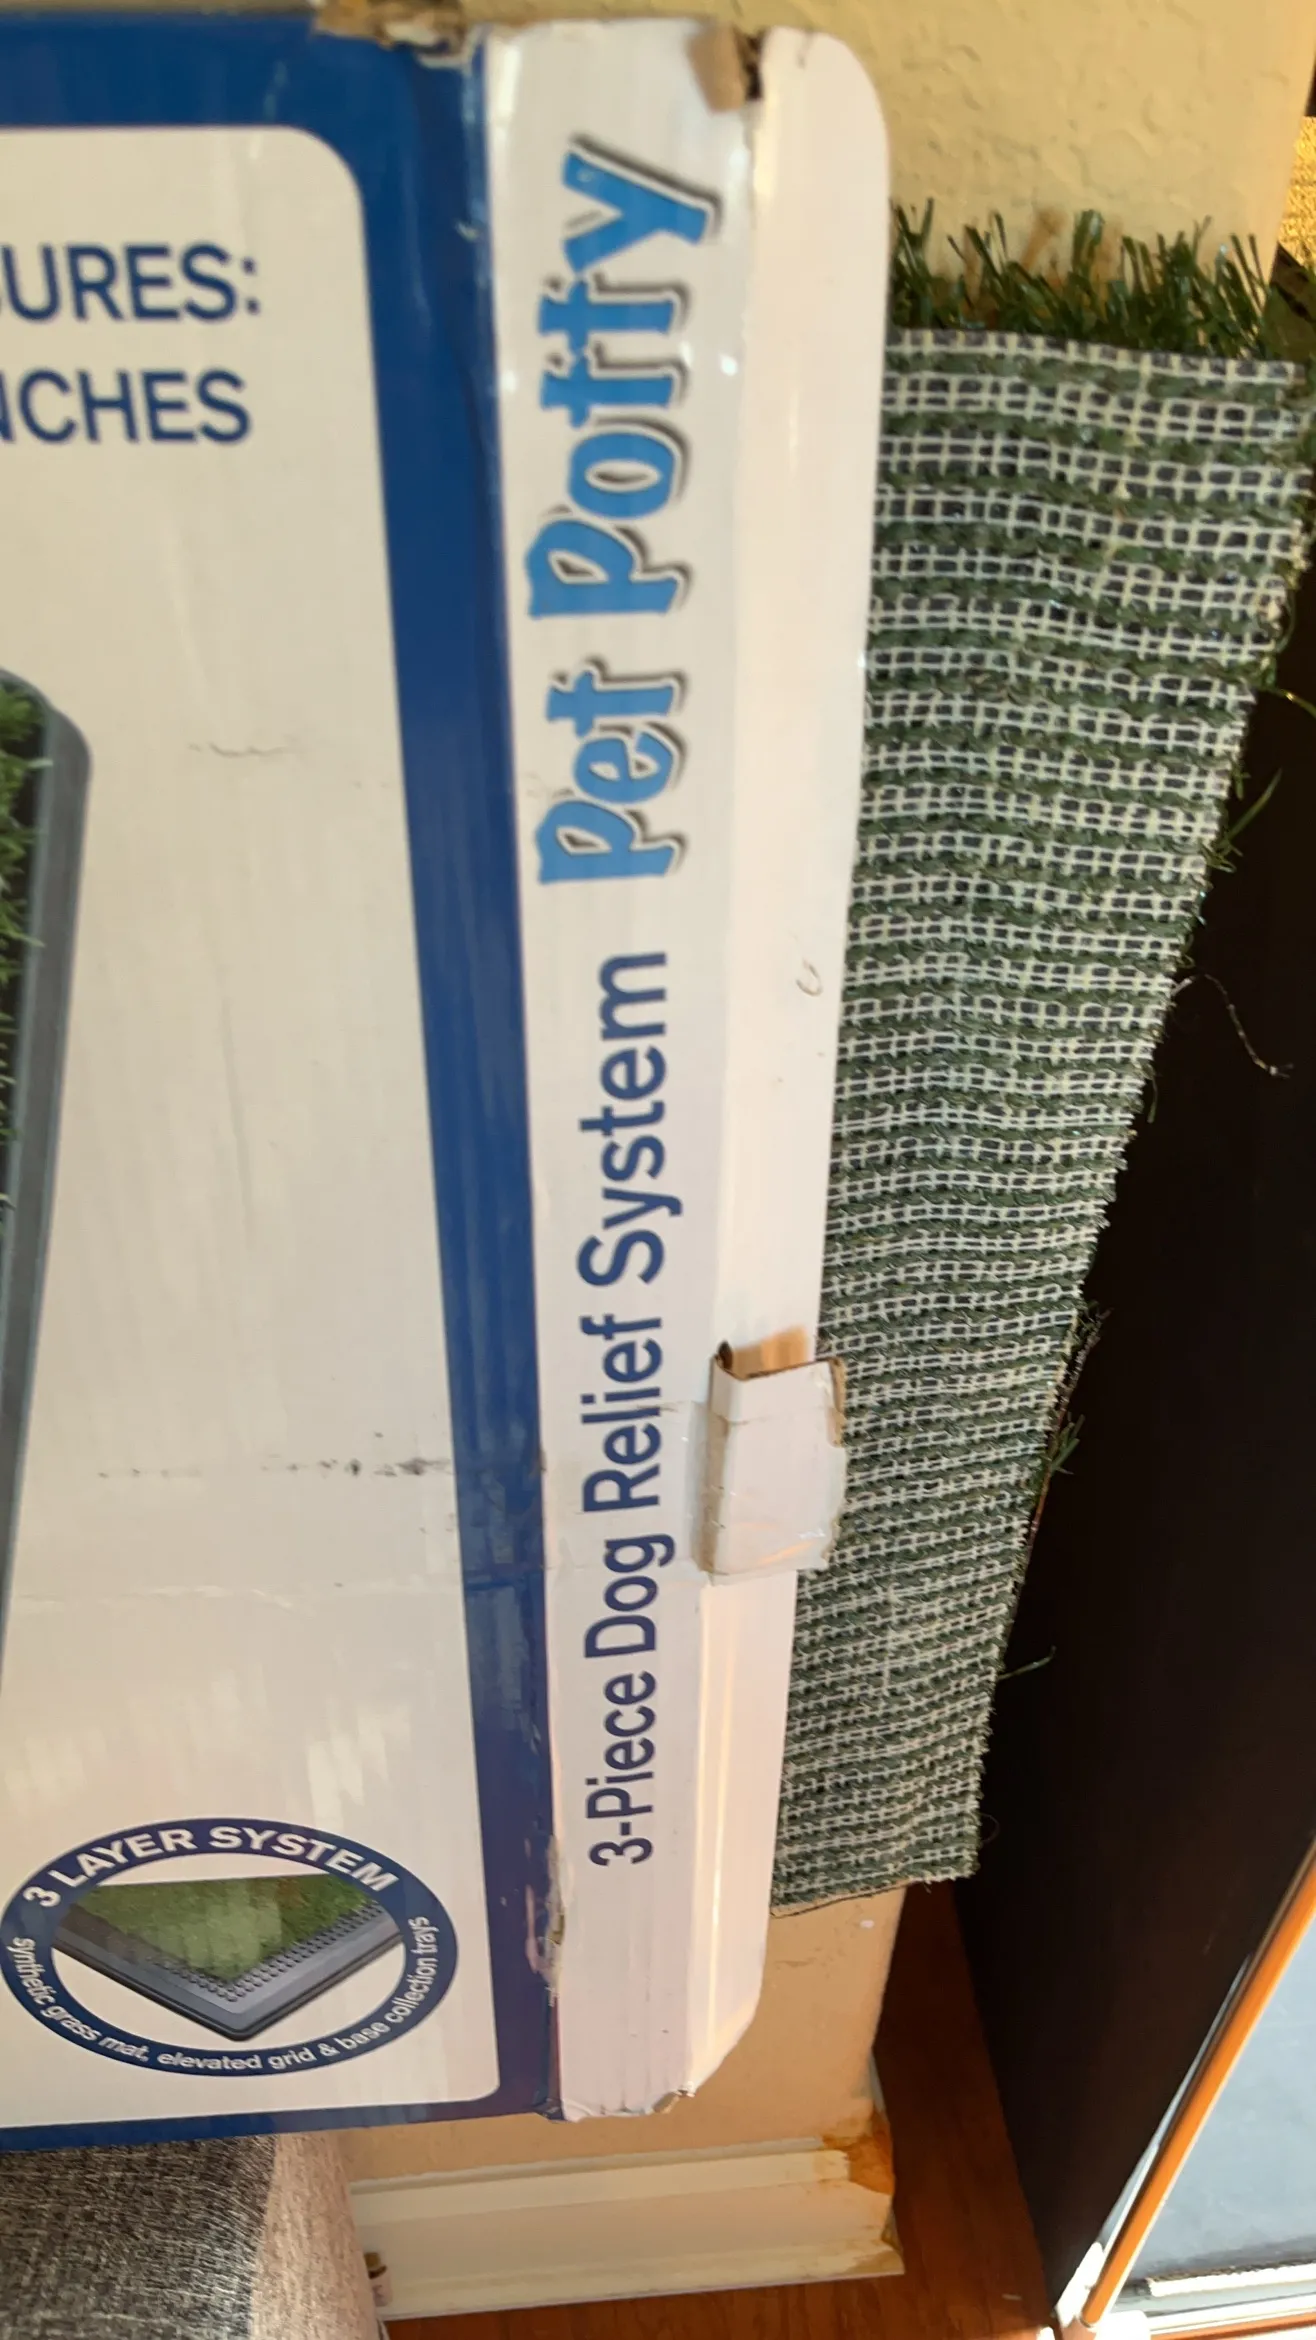 URES:
NCHES
3-Piece Dog Relief System Pet Potty
3 LAYER SYSTEM
synthetic grass mat, elevated grid & base collection trays